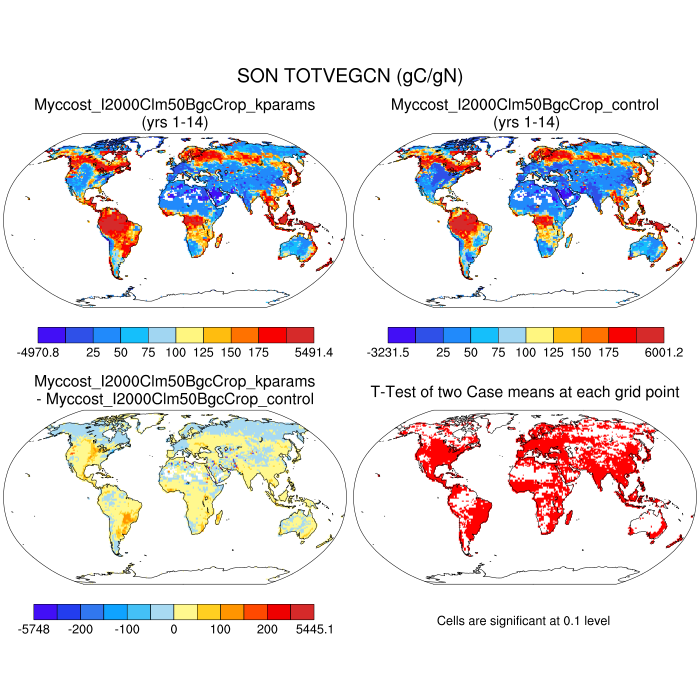 SON TOTVEGCN (gC/gN)
Myccost_I2000Clm50BgcCrop_kparams
(yrs 1-14)
Myccost_I2000Clm50BgcCrop_control
(yrs 1-14)
-4970.8 25 50 75 100 125 150 175 5491.4
-3231.5 25 50 75 100 125 150 175 6001.2
Myccost_I2000Clm50BgcCrop_kparams
- Myccost_I2000Clm50BgcCrop_control
T-Test of two Case means at each grid point
-5748 -200 -100 0 100 200 5445.1
Cells are significant at 0.1 level